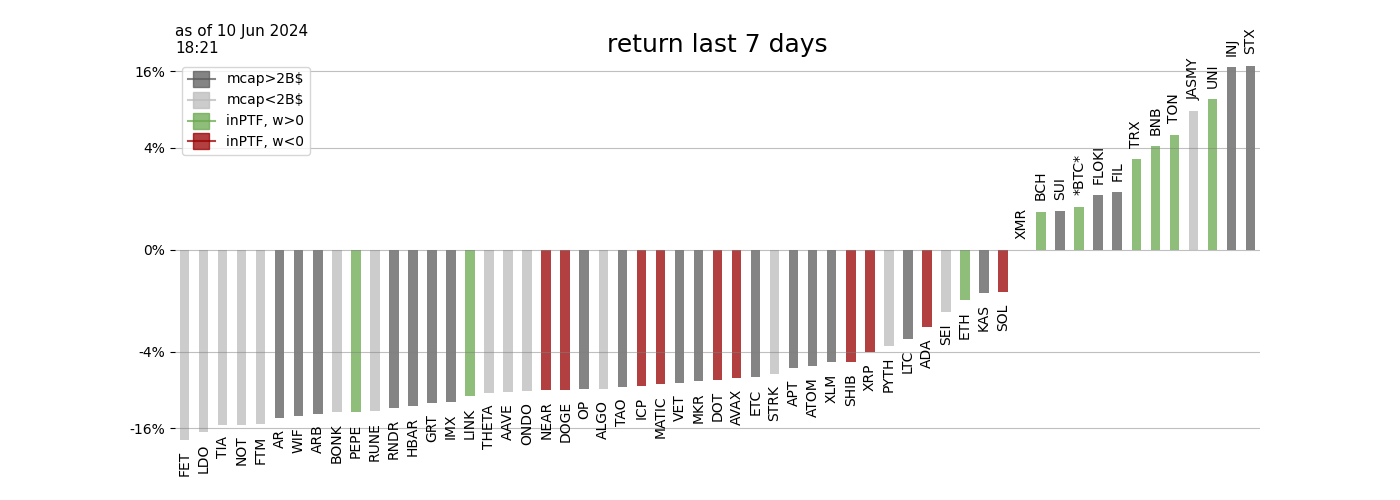 as of 10 Jun 2024
18:21
return last 7 days
mcap>2B$
mcap<2B$
inPTF, w>0
inPTF, w<0
16%
4%
0%
-4%
-16%
FET
LDO
TIA
NOT
FTM
AR
WIF
ARB
BONK
PEPE
RUNE
RNDR
HBAR
GRT
IMX
LINK
THETA
AAVE
ONDO
NEAR
DOGE
OP
ALGO
TAO
ICP
MATIC
VET
MKR
DOT
AVAX
ETC
STRK
APT
ATOM
XLM
SHIB
XRP
PYTH
LTC
ADA
SEI
ETH
KAS
SOL
XMR
BCH
SUI
*BTC*
FLOKI
FIL
TRX
BNB
TON
JASMY
UNI
INJ
STX